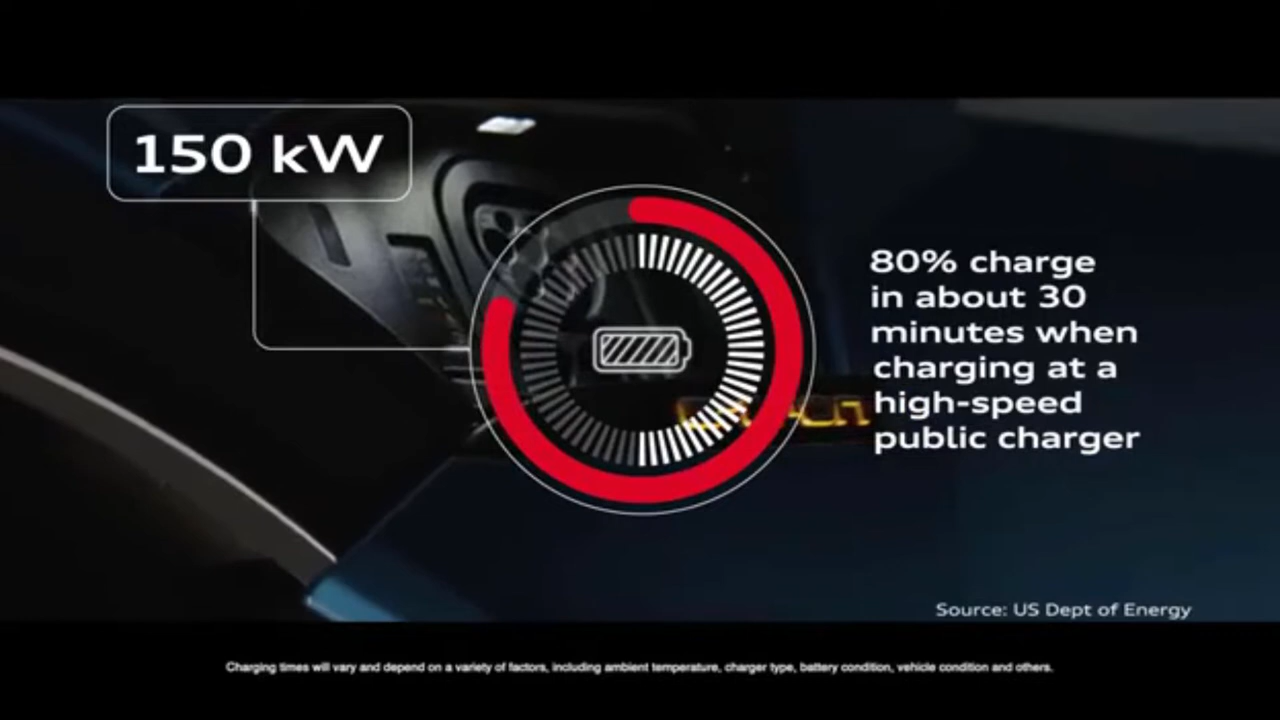 150 kW
80% charge
in about 30
minutes when
charging at a
high-speed
public charger
Source: US Dept of Energy
Charging times will vary and depend on a variety of factors, including ambient temperature, charger type, battery condition, vehicle condition and others.